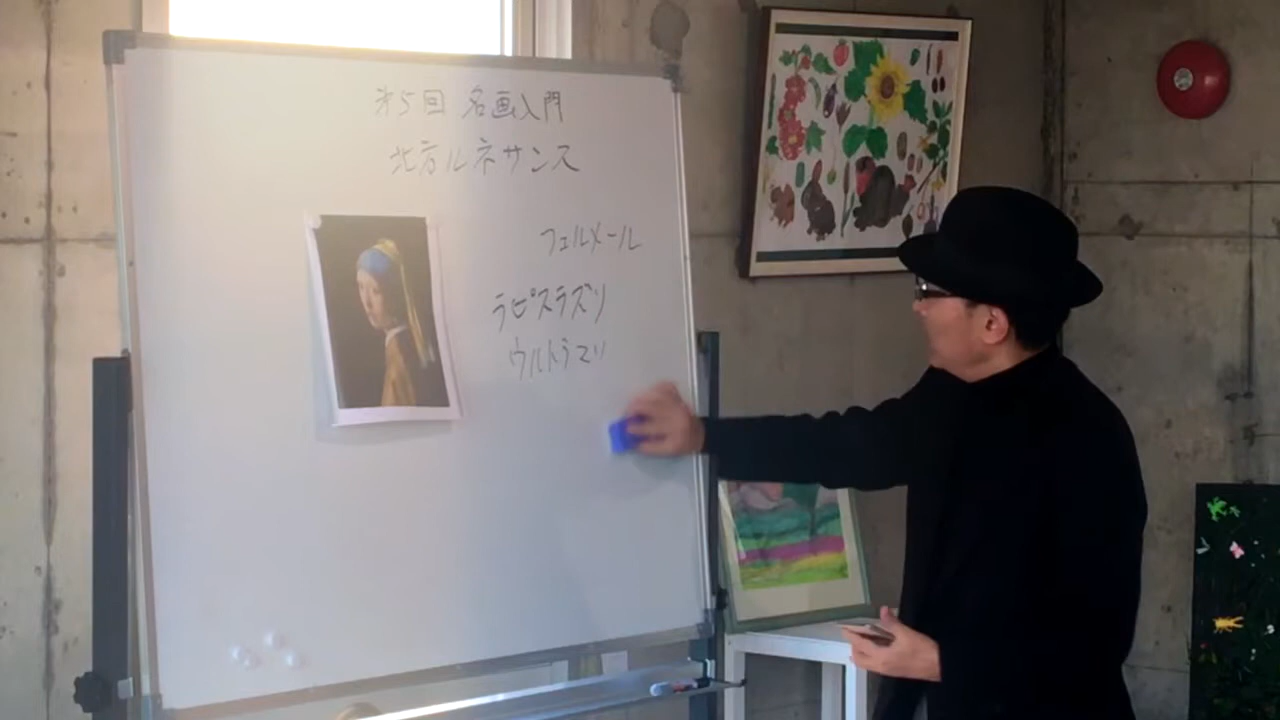 第5回 名画入門
北方ルネサンス
フェルメール
ラピスラズリ
ウルトラマリ